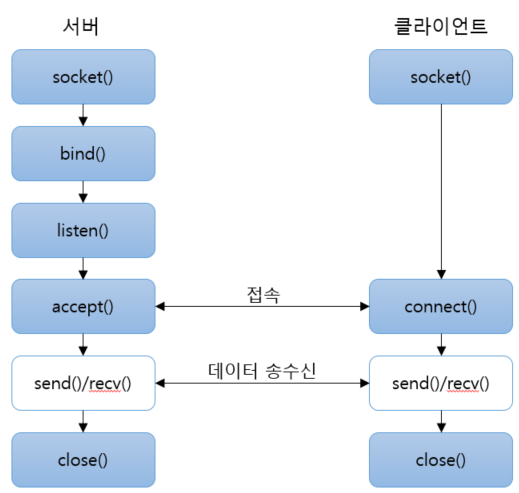 서버 클라이언트
socket() socket()
bind()
listen()
accept() 접속 connect()
send()/recv() 데이터 송수신 send()/recv()
close() close()